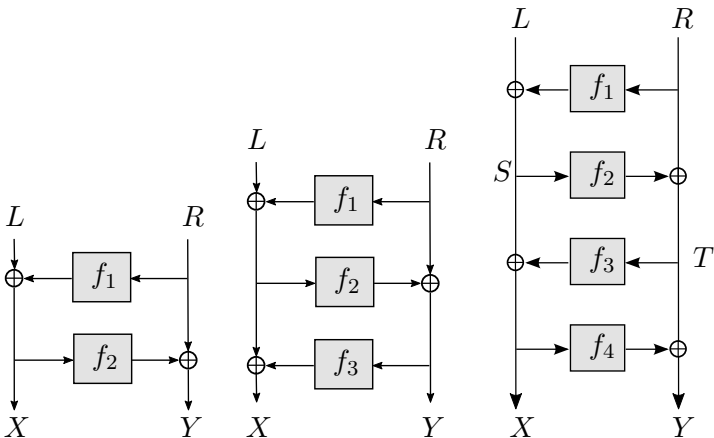 L R
f₁
f₂
X Y
L R
f₁
f₂
f₃
X Y
L R
f₁
S f₂
f₃ T
f₄
X Y